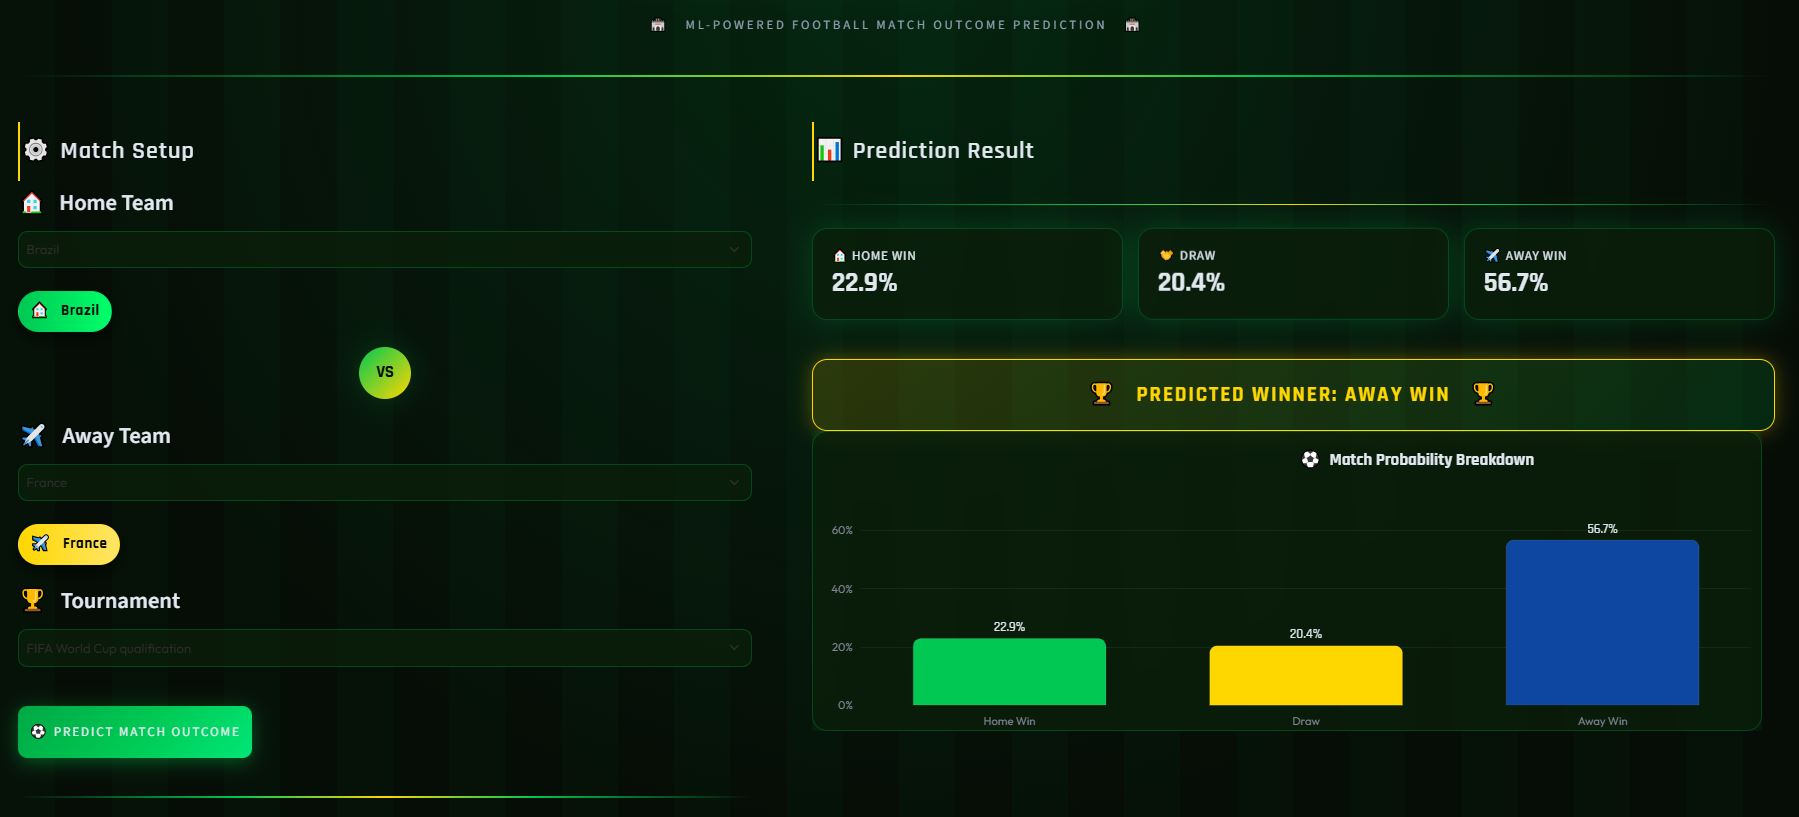 ML-POWERED FOOTBALL MATCH OUTCOME PREDICTION
Match Setup
Home Team
Brazil
Brazil
VS
Away Team
France
France
Tournament
FIFA World Cup qualification
PREDICT MATCH OUTCOME
Prediction Result
HOME WIN
22.9%
DRAW
20.4%
AWAY WIN
56.7%
PREDICTED WINNER: AWAY WIN
Match Probability Breakdown
60%
40%
20%
0%
22.9%
20.4%
56.7%
Home Win
Draw
Away Win